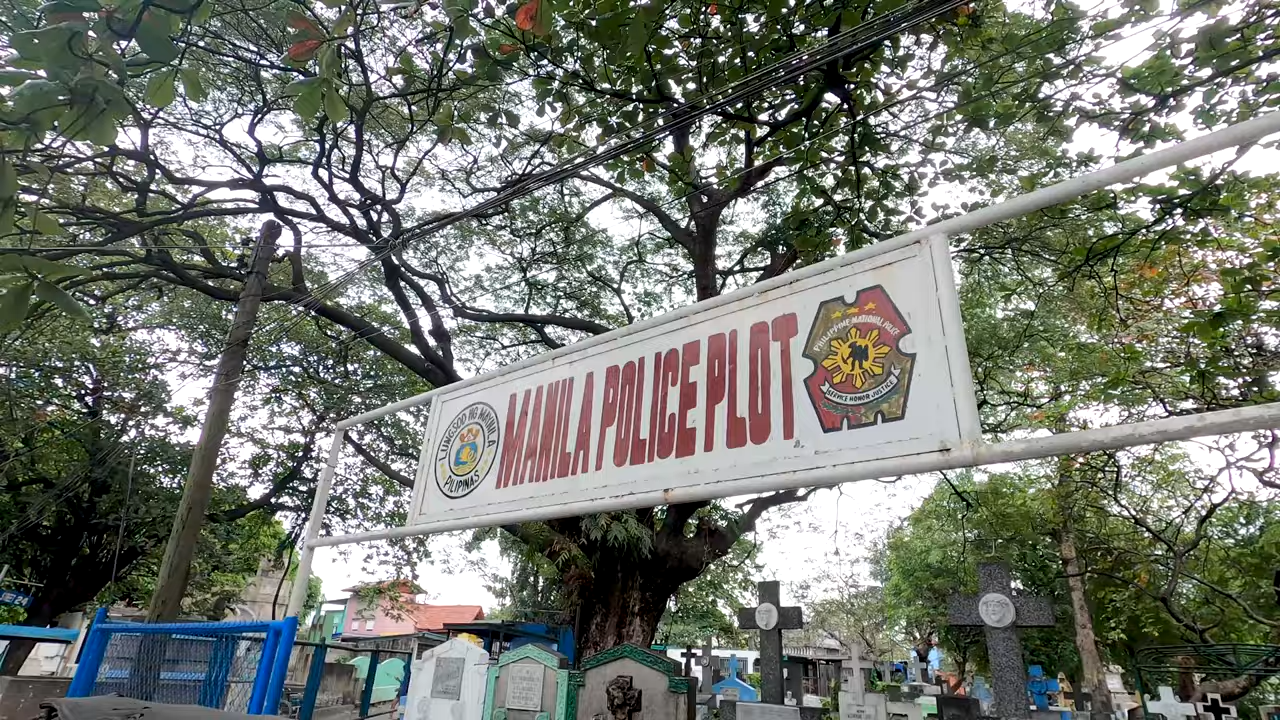 LUNGSOD NG MAYNILA
PILIPINAS
MANILA POLICE PLOT
PHILIPPINE NATIONAL POLICE
SERVICE HONOR JUSTICE